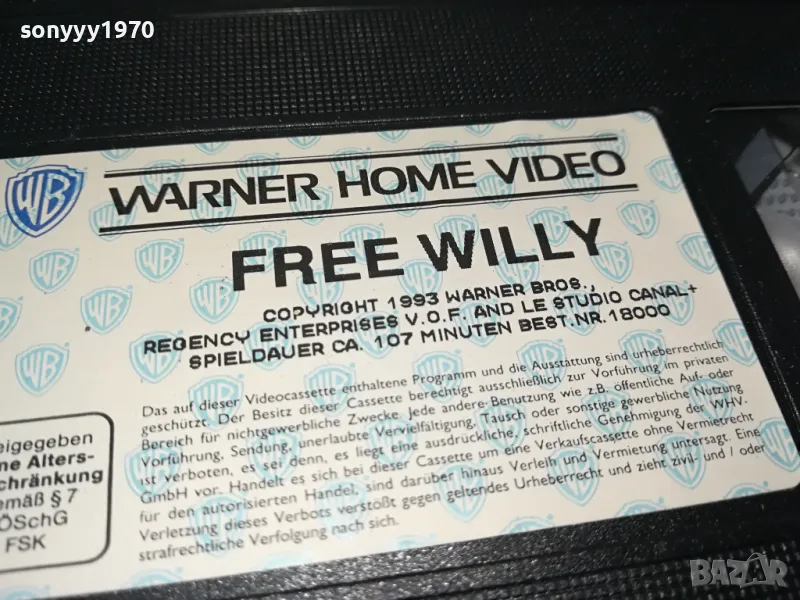 sonyyy1970
WB
WARNER HOME VIDEO
FREE WILLY
COPYRIGHT 1993 WARNER BROS.,
REGENCY ENTERPRISES V.O.F. AND LE STUDIO CANAL+
SPIELDAUER CA. 107 MINUTEN BEST.NR.18000
Das auf dieser Videocassette enthaltene Programm und die Ausstattung sind urheberrechtlich
geschützt. Der Besitz dieser Cassette berechtigt ausschließlich zur Vorführung im privaten
Bereich für nichtgewerbliche Zwecke. Jede andere Benutzung wie z.B. öffentliche Auf- oder
Vorführung, Sendung, unerlaubte Vervielfältigung, Tausch oder sonstige gewerbliche Nutzung
ist verboten, es sei denn, es liegt eine ausdrückliche, schriftliche Genehmigung der WHV-
GmbH vor. Handelt es sich bei dieser Cassette um eine Verkaufscassette ohne Vermietrecht
für den autorisierten Handel, sind darüber hinaus Verleih und Vermietung untersagt. Eine
Verletzung dieses Verbots verstößt gegen geltendes Urheberrecht und zieht zivil- und / oder
strafrechtliche Verfolgung nach sich.
eigegeben
ne Alters-
chränkung
emäß § 7
ÖSchG
FSK
BAZAR